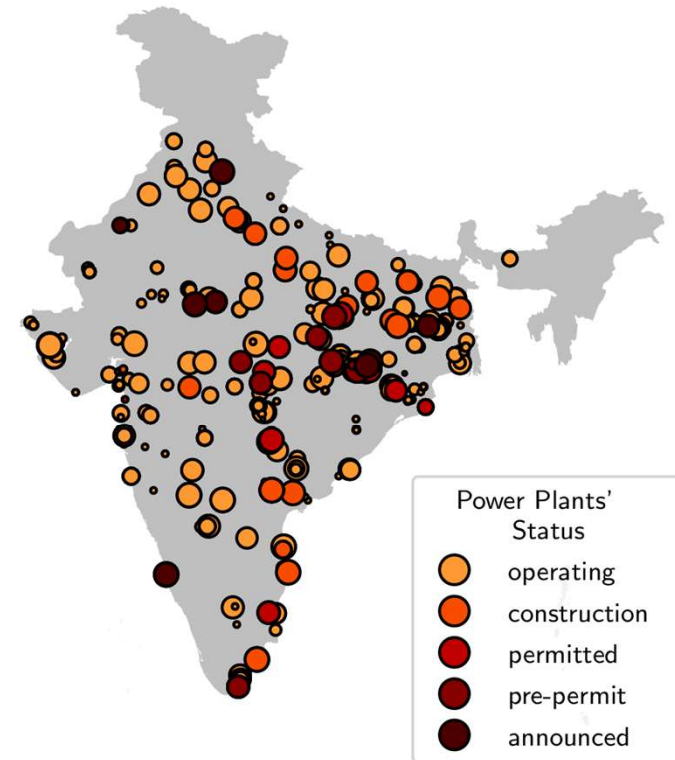 Power Plants'
Status
operating
construction
permitted
pre-permit
announced